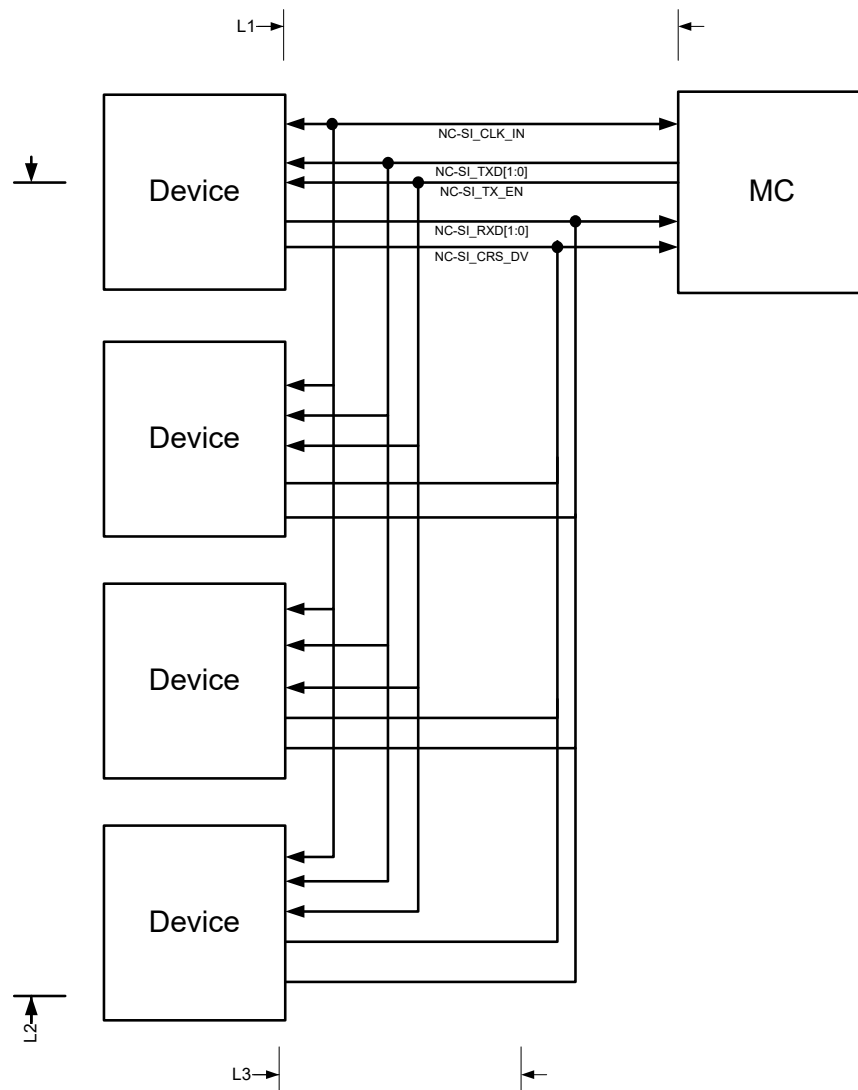 L1
NC-SI_CLK_IN
Device
NC-SI_TXD[1:0]
MC
NC-SI_TX_EN
NC-SI_RXD[1:0]
NC-SI_CRS_DV
Device
Device
Device
L2
L3